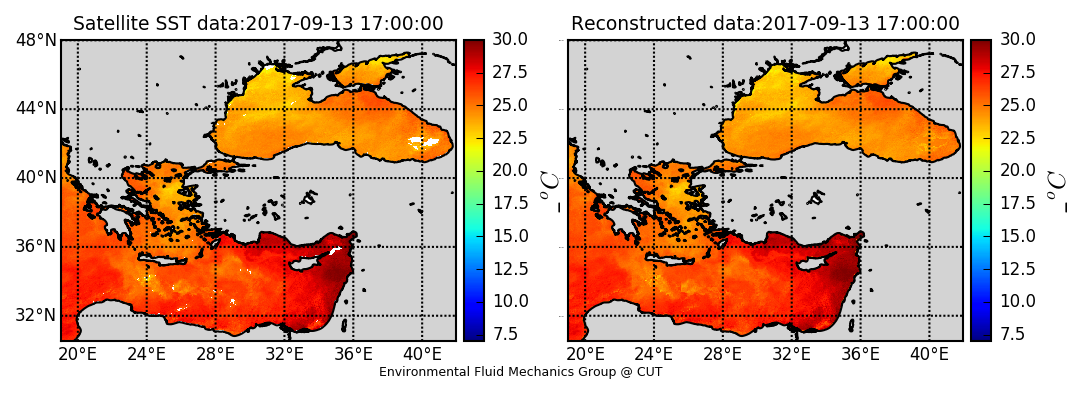 Satellite SST data:2017-09-13 17:00:00
Reconstructed data:2017-09-13 17:00:00
48°N
44°N
40°N
36°N
32°N
20°E 24°E 28°E 32°E 36°E 40°E
30.0
27.5
25.0
22.5
20.0
17.5
15.0
12.5
10.0
7.5
_ °C
20°E 24°E 28°E 32°E 36°E 40°E
30.0
27.5
25.0
22.5
20.0
17.5
15.0
12.5
10.0
7.5
_ °C
Environmental Fluid Mechanics Group @ CUT